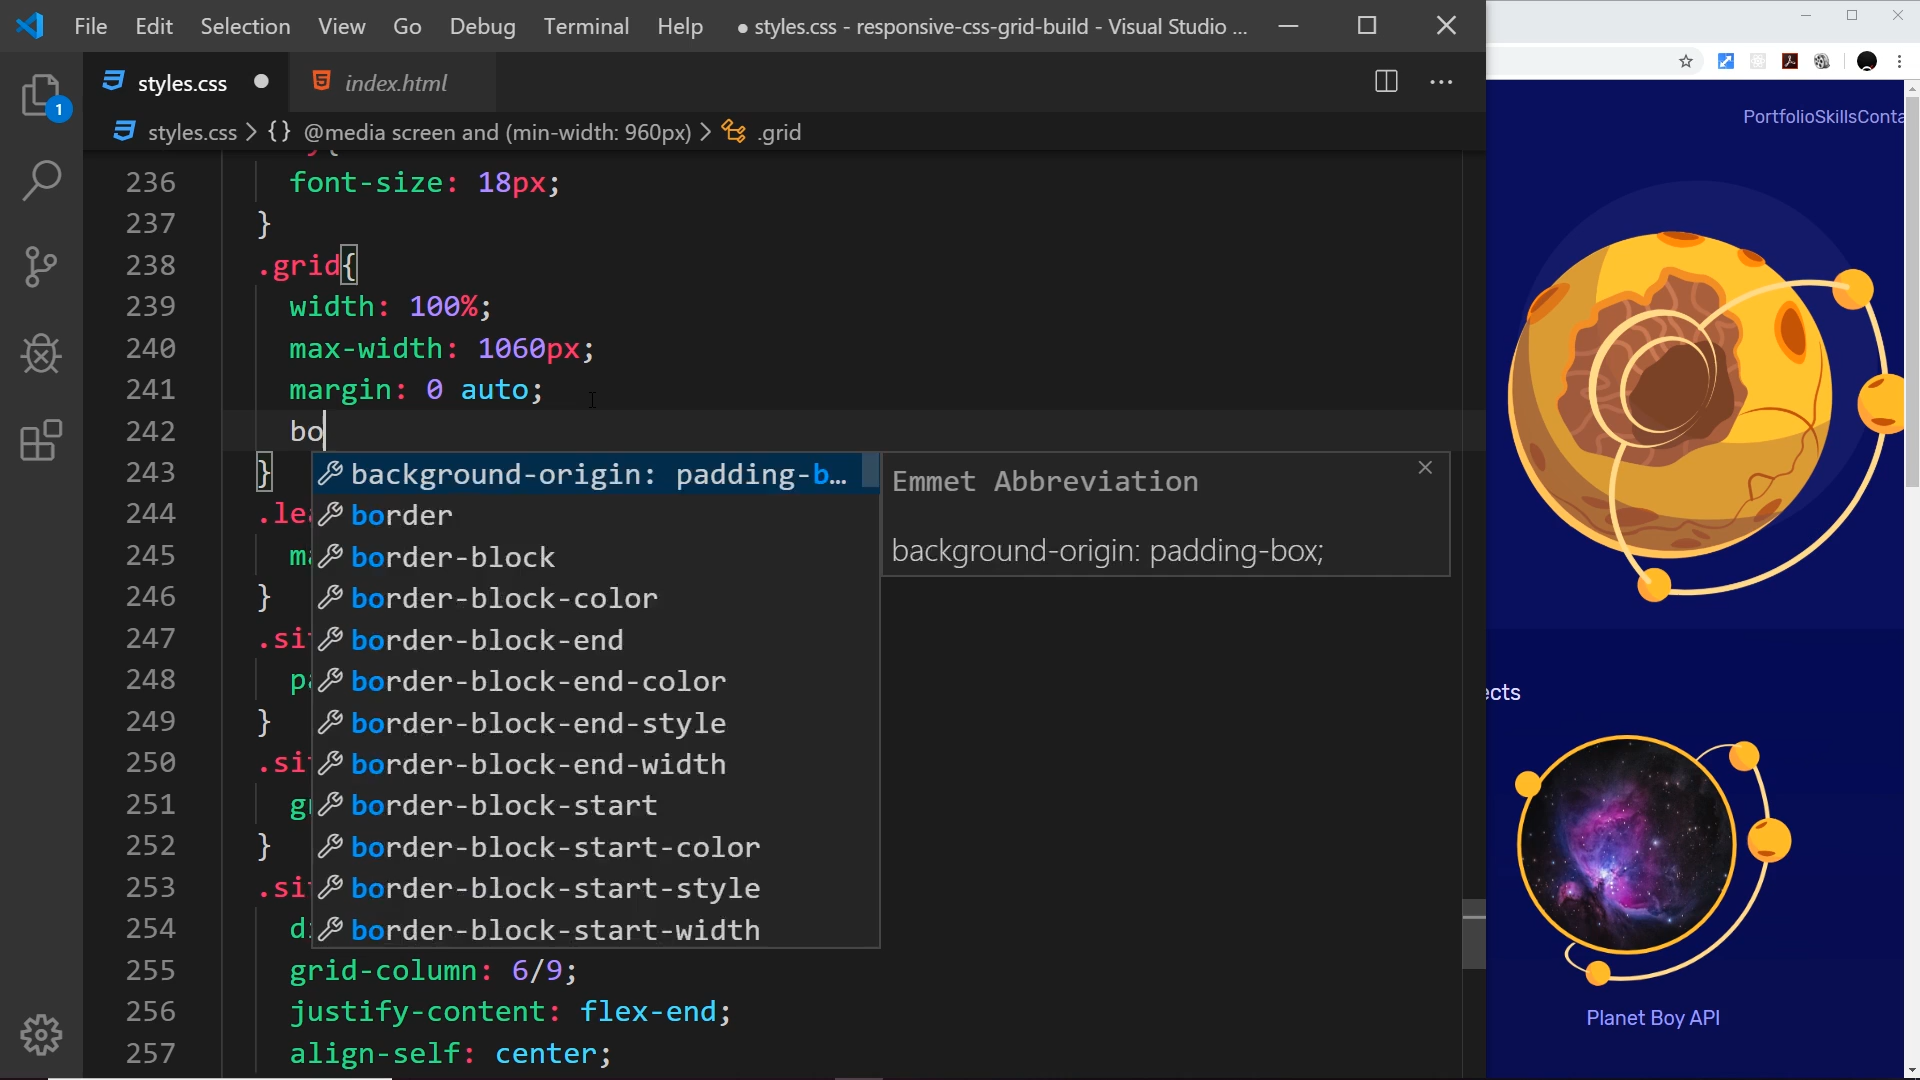 File Edit Selection View Go Debug Terminal Help ● styles.css - responsive-css-grid-build - Visual Studio ...
styles.css ● index.html
styles.css > {} @media screen and (min-width: 960px) > .grid
1
236 font-size: 18px;
237 }
238 .grid{
239 width: 100%;
240 max-width: 1060px;
241 margin: 0 auto;
242 bo
243 }
244 .le
245 ma
246 }
247 .si
248 pa
249 }
250 .si
251 gr
252 }
253 .si
254 di
255 grid-column: 6/9;
256 justify-content: flex-end;
257 align-self: center;
background-origin: padding-b...
border
border-block
border-block-color
border-block-end
border-block-end-color
border-block-end-style
border-block-end-width
border-block-start
border-block-start-color
border-block-start-style
border-block-start-width
Emmet Abbreviation
background-origin: padding-box;
PortfolioSkillsConta
ects
Planet Boy API